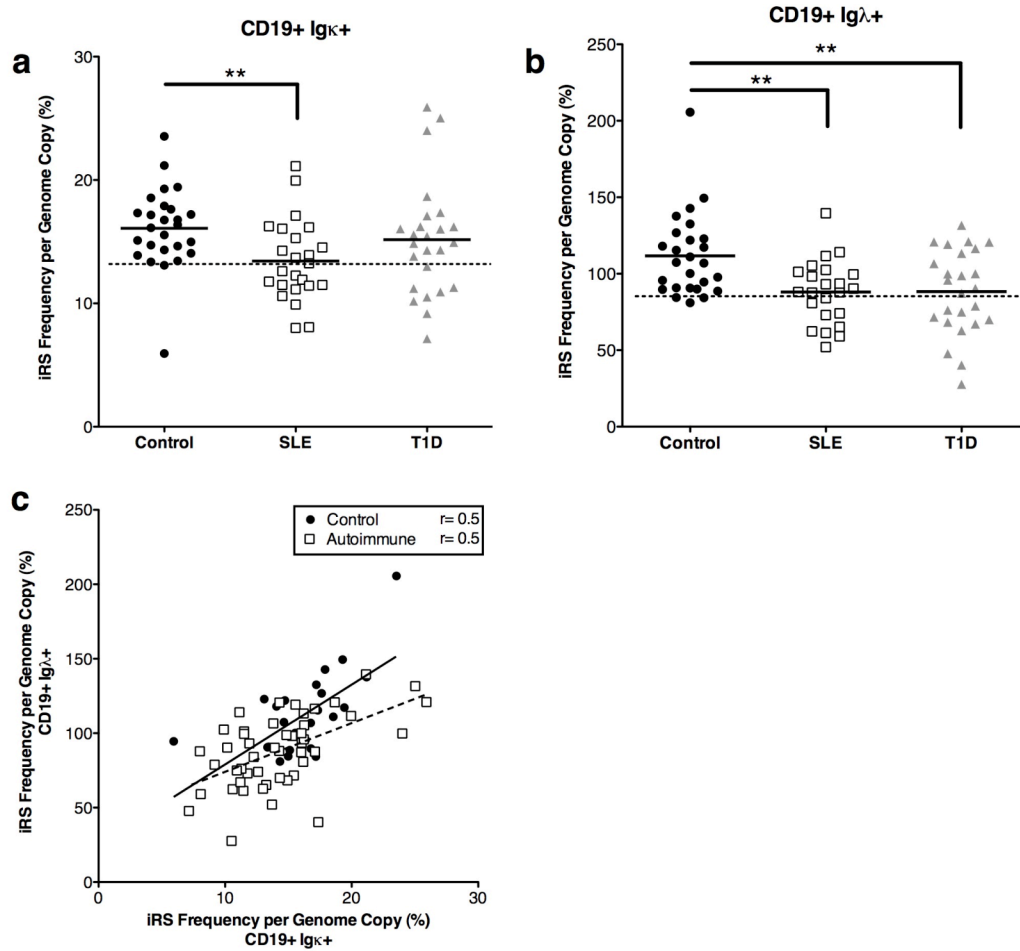 a
CD19+ Igκ+
iRS Frequency per Genome Copy (%)
30
20
10
0
**
Control
SLE
T1D
b
CD19+ Igλ+
iRS Frequency per Genome Copy (%)
250
200
150
100
50
0
**
**
Control
SLE
T1D
c
iRS Frequency per Genome Copy (%)
CD19+ Igλ+
250
200
150
100
50
0
Control r= 0.5
Autoimmune r= 0.5
0
10
20
30
iRS Frequency per Genome Copy (%)
CD19+ Igκ+